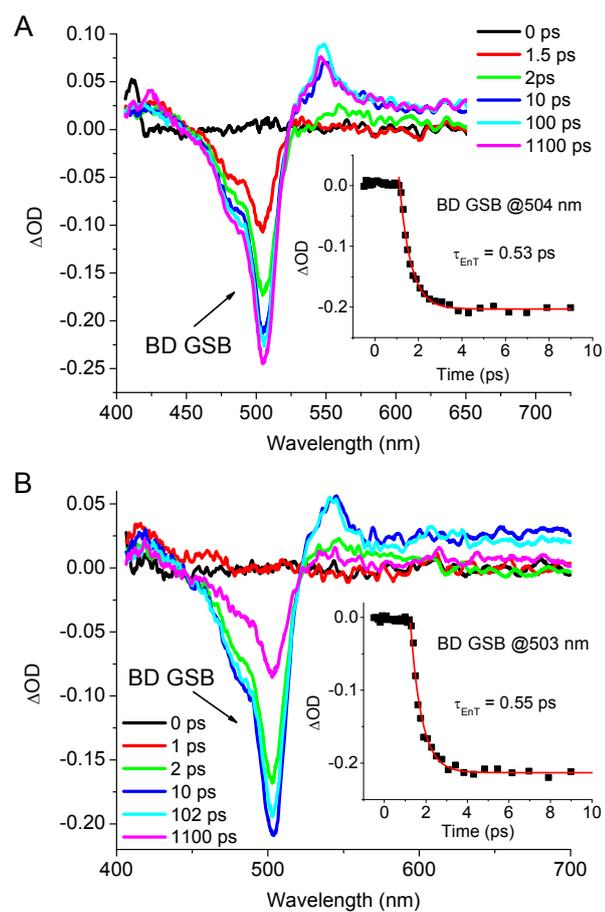 A
0.10
0.05
0.00
-0.05
-0.10
-0.15
-0.20
-0.25
ΔOD
400 450 500 550 600 650 700
Wavelength (nm)
0 ps
1.5 ps
2ps
10 ps
100 ps
1100 ps
BD GSB
0.0
-0.1
-0.2
ΔOD
BD GSB @504 nm
τEnT = 0.53 ps
0 2 4 6 8 10
Time (ps)
B
0.05
0.00
-0.05
-0.10
-0.15
-0.20
ΔOD
400 500 600 700
Wavelength (nm)
BD GSB
0 ps
1 ps
2 ps
10 ps
102 ps
1100 ps
0.0
-0.1
-0.2
ΔOD
BD GSB @503 nm
τEnT = 0.55 ps
0 2 4 6 8 10
Time (ps)